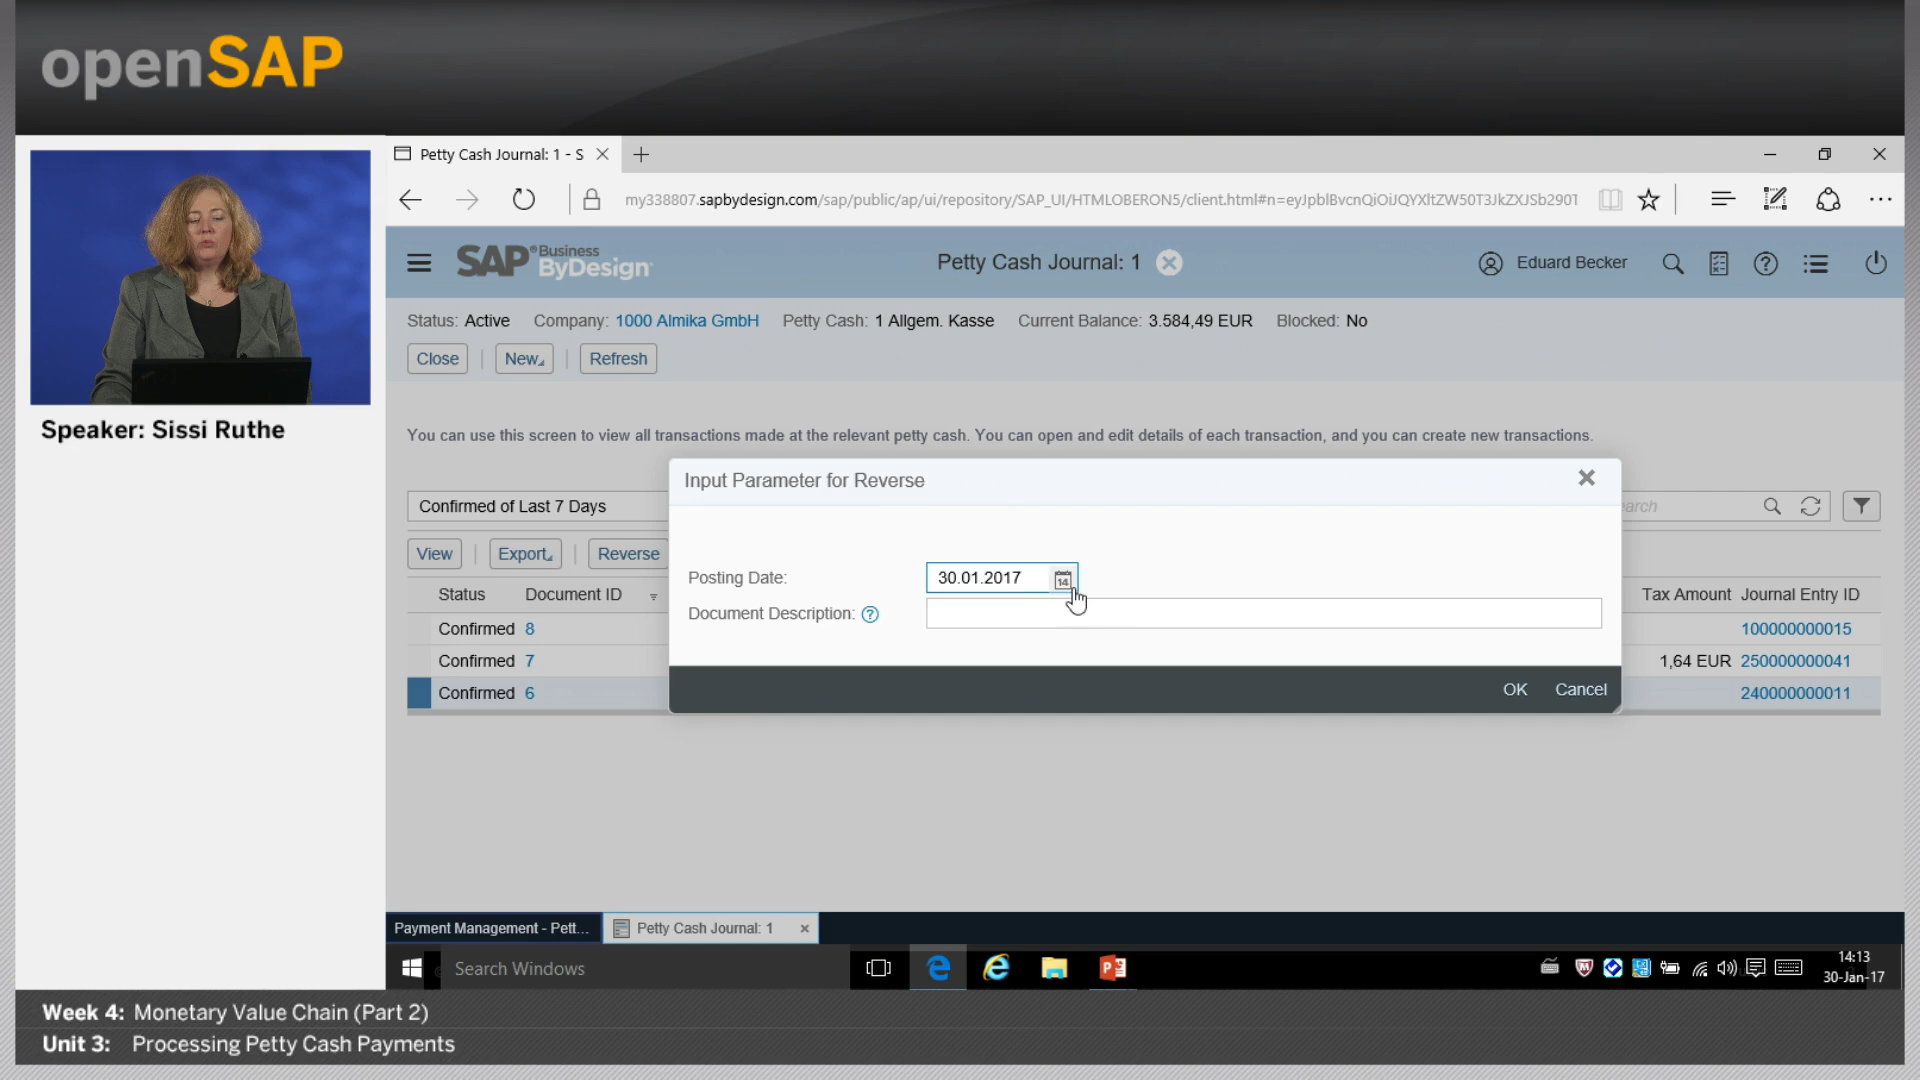 openSAP
Petty Cash Journal: 1 - S
my338807.sapbydesign.com/sap/public/ap/ui/repository/SAP_UI/HTMLOBERON5/client.html#n=
SAP Business ByDesign
Petty Cash Journal: 1
Eduard Becker
Status: Active Company: 1000 Almika GmbH Petty Cash: 1 Allgem. Kasse Current Balance: 3.584,49 EUR Blocked: No
Close New Refresh
Speaker: Sissi Ruthe
You can use this screen to view all transactions made at the relevant petty cash. You can open and edit details of each transaction, and you can create new transactions.
Input Parameter for Reverse
Confirmed of Last 7 Days
earch
View Export Reverse
Posting Date: 30.01.2017
14
Status Document ID Tax Amount Journal Entry ID
Document Description: ?
Confirmed 8 100000000015
Confirmed 7 1,64 EUR 250000000041
Confirmed 6 240000000011
OK Cancel
Payment Management - Pett... Petty Cash Journal: 1
Search Windows
14:13
30-Jan-17
Week 4: Monetary Value Chain (Part 2)
Unit 3: Processing Petty Cash Payments